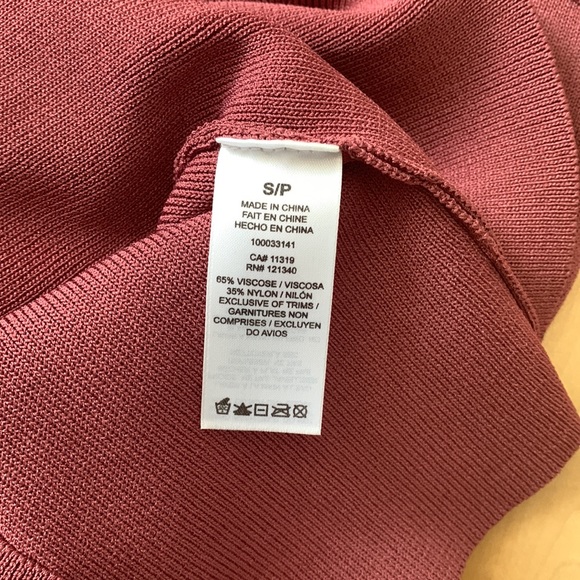 S/P
MADE IN CHINA
FAIT EN CHINE
HECHO EN CHINA
100033141
CA# 11319
RN# 121340
65% VISCOSE / VISCOSA
35% NYLON / NILÓN
EXCLUSIVE OF TRIMS /
GARNITURES NON
COMPRISES / EXCLUYEN
DO AVIOS